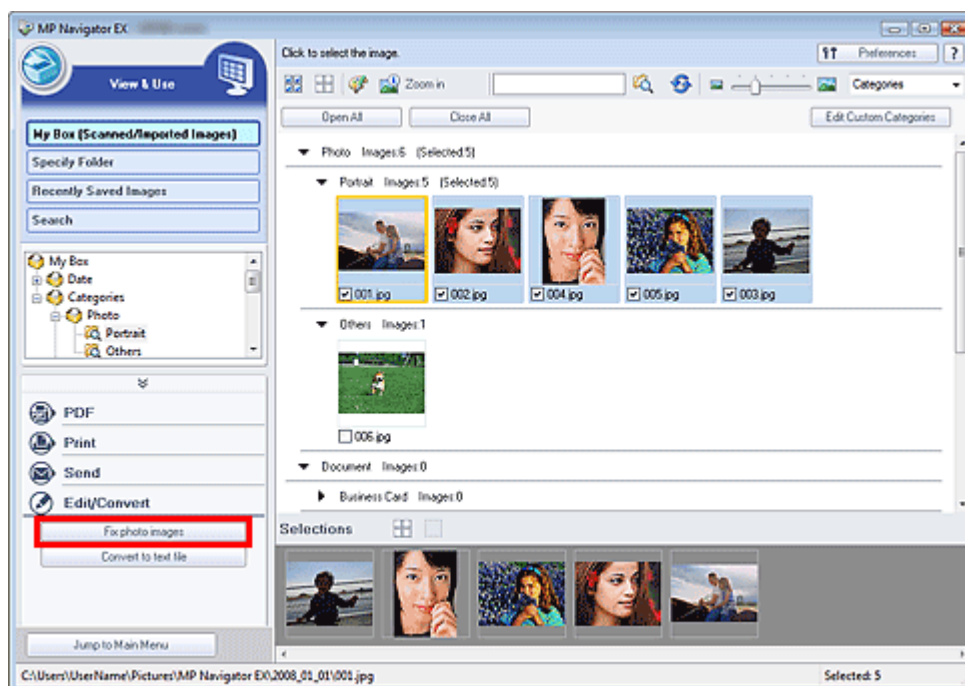 MP Navigator EX
View & Use
Click to select the image.
Preferences
?
Zoom in
Categories
My Box (Scanned/Imported Images)
Specify Folder
Recently Saved Images
Search
Open All
Close All
Edit Custom Categories
Photo Images:6 (Selected:5)
Portrait Images:5 (Selected:5)
001.jpg
002.jpg
004.jpg
005.jpg
003.jpg
Others Images:1
006.jpg
Document Images:0
Business Card Images:0
My Box
Date
Categories
Photo
Portrait
Others
PDF
Print
Send
Edit/Convert
Fix photo images
Convert to text file
Jump to Main Menu
Selections
C:\Users\UserName\Pictures\MP Navigator EX\2008_01_01\001.jpg
Selected: 5